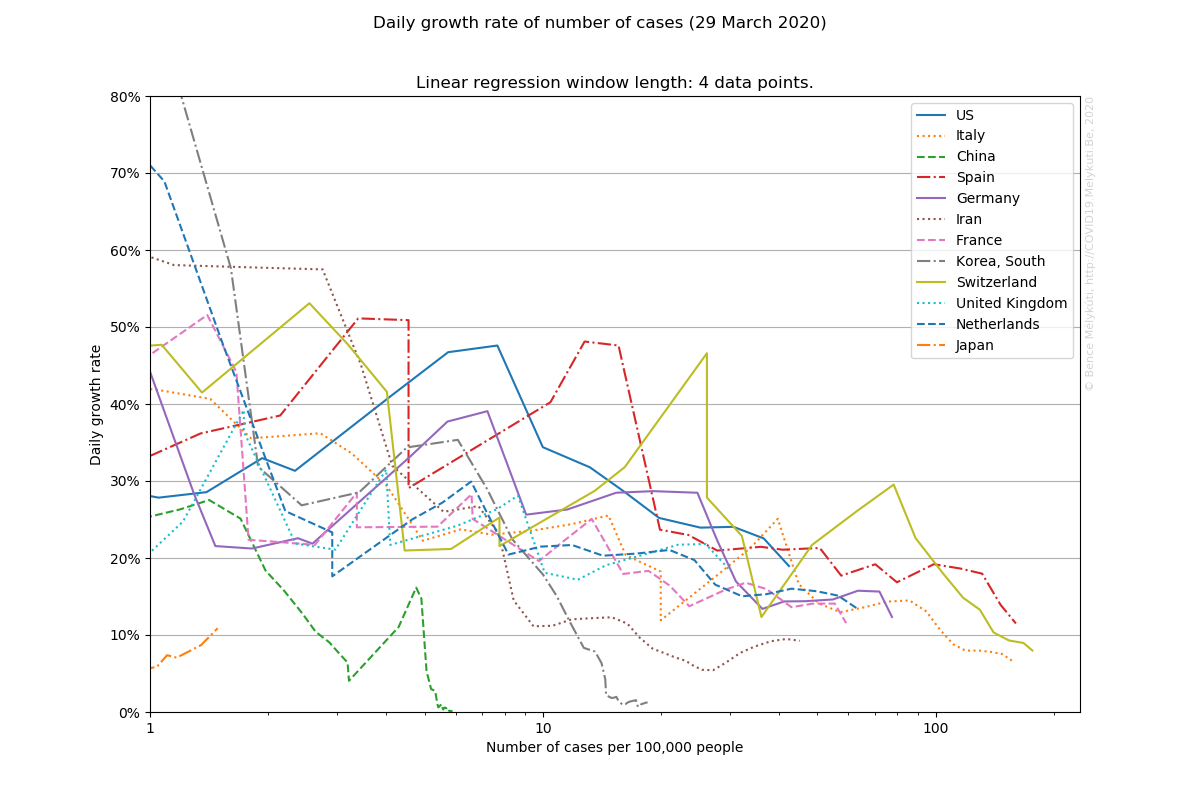 Daily growth rate of number of cases (29 March 2020)
Linear regression window length: 4 data points.
80%
70%
60%
50%
40%
30%
20%
10%
0%
Daily growth rate
US
Italy
China
Spain
Germany
Iran
France
Korea, South
Switzerland
United Kingdom
Netherlands
Japan
© Bence Mélykúti, http://COVID19.Melykuti.Be, 2020
1
10
100
Number of cases per 100,000 people